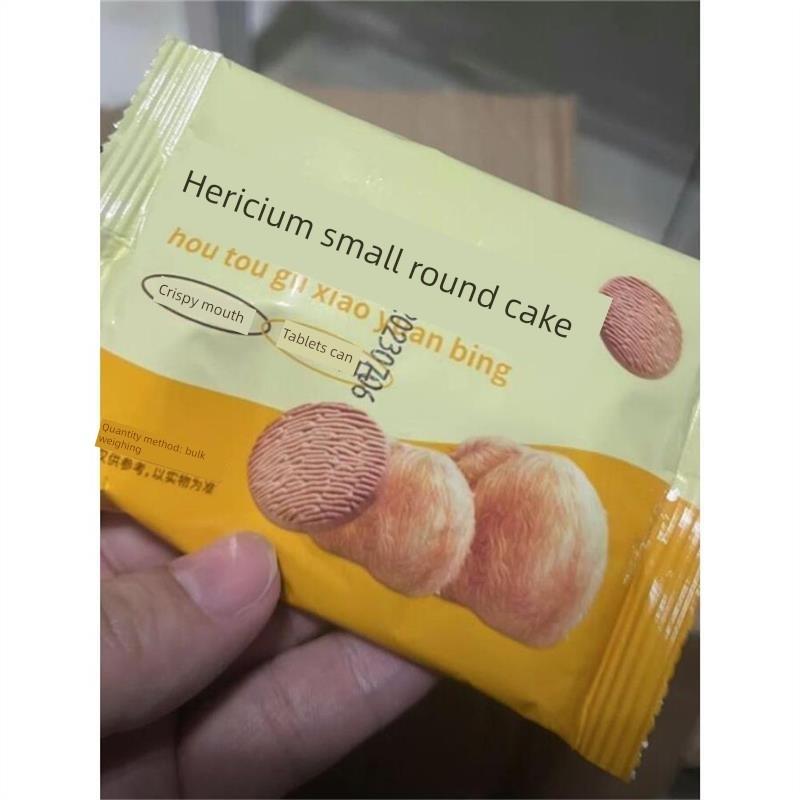 Hericium small round cake
hou tou gu xiao yuan bing
Crispy mouth
Tablets can
20230706
Quantity method: bulk
weighing
仅供参考，以实物为准